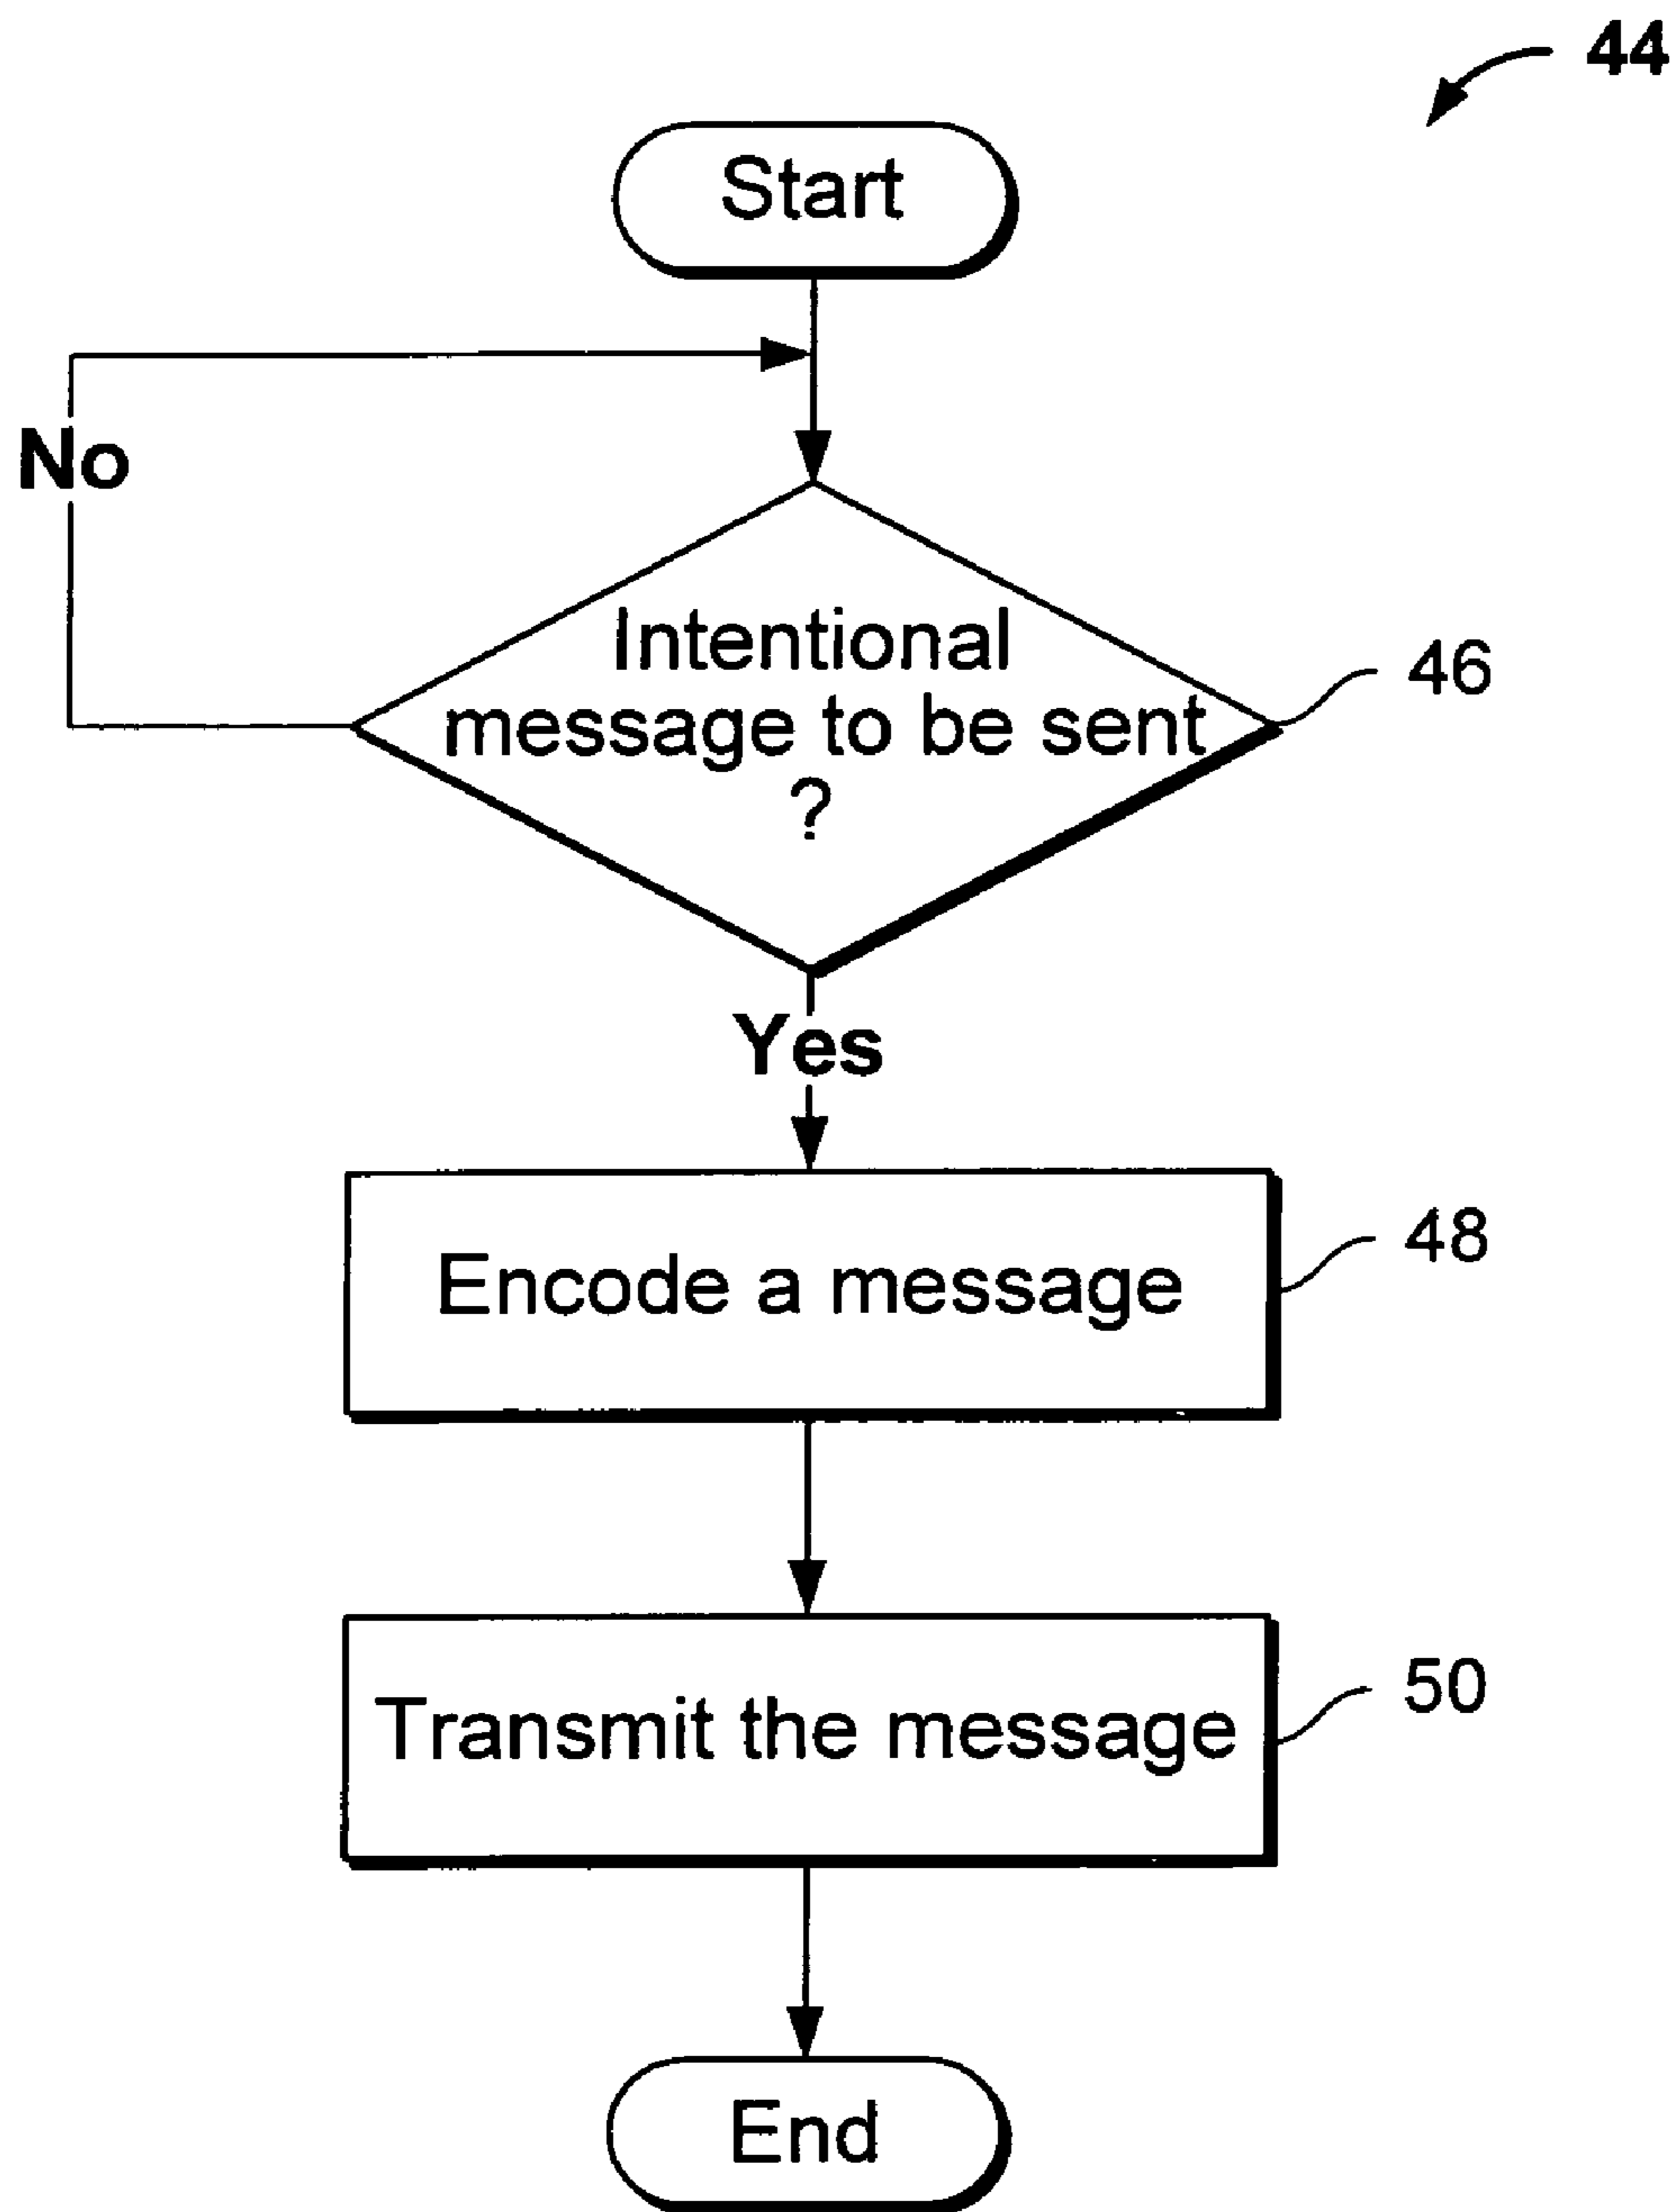 44
Start
No
Intentional
message to be sent
?
46
Yes
Encode a message
48
Transmit the message
50
End